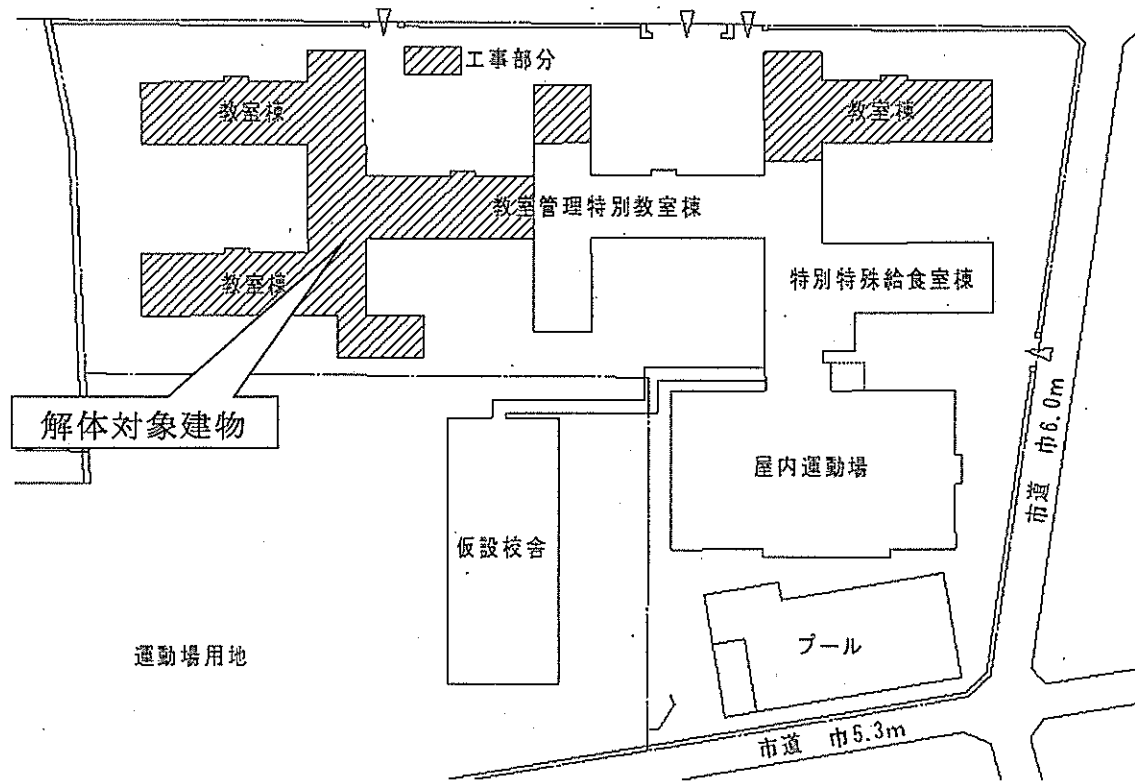 工事部分
教室棟
教室棟
教室管理特別教室棟
教室棟
特別特殊給食室棟
解体対象建物
市道 巾6.0m
屋内運動場
仮設校舎
運動場用地
プール
市道 巾5.3m